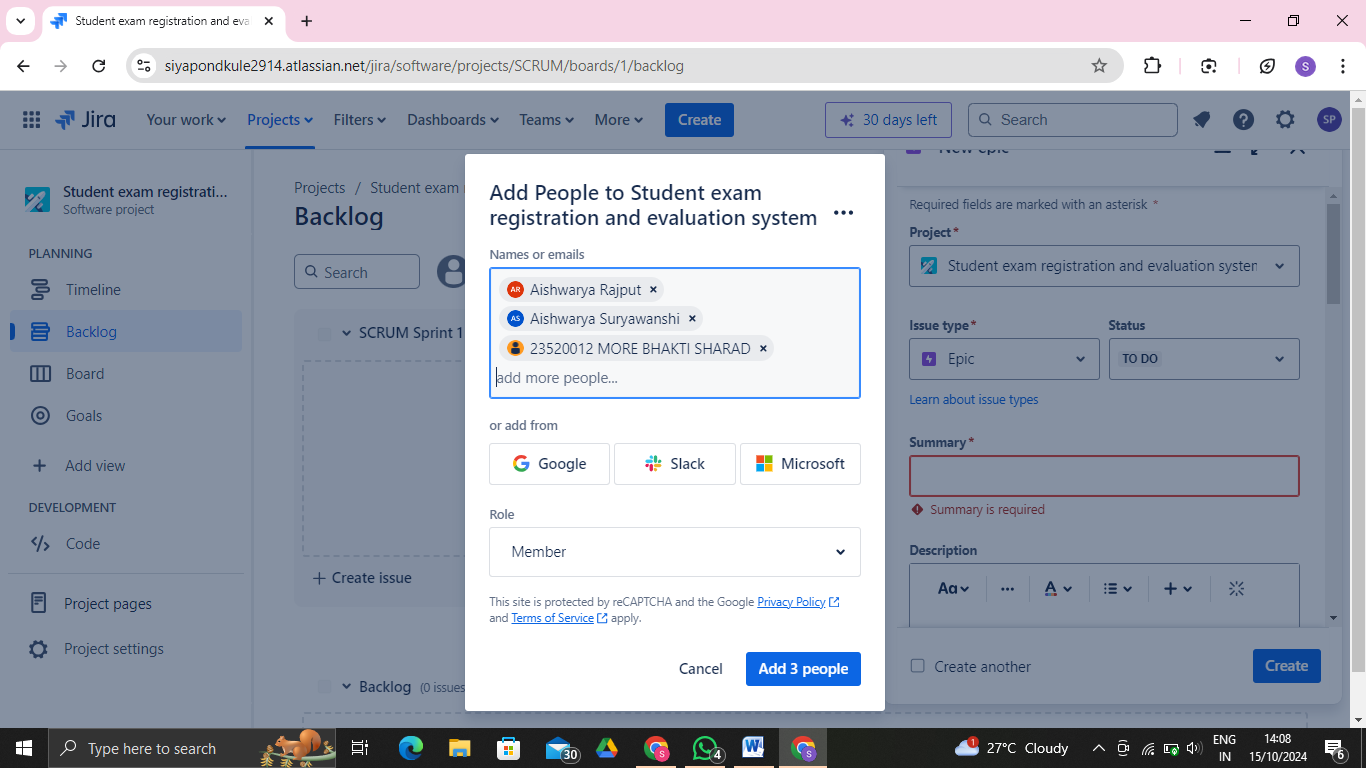 Student exam registration and eva
siyapondkule2914.atlassian.net/jira/software/projects/SCRUM/boards/1/backlog
S
Jira
Your work
Projects
Filters
Dashboards
Teams
More
Create
30 days left
Search
SP
Student exam registrati...
Software project
PLANNING
Timeline
Backlog
Board
Goals
Add view
DEVELOPMENT
Code
Project pages
Project settings
Projects / Student exam
Backlog
Search
SCRUM Sprint 1
Create issue
Backlog (0 issues
Add People to Student exam
registration and evaluation system
Names or emails
AR Aishwarya Rajput
AS Aishwarya Suryawanshi
23520012 MORE BHAKTI SHARAD
add more people...
or add from
Google
Slack
Microsoft
Role
Member
This site is protected by reCAPTCHA and the Google Privacy Policy
and Terms of Service apply.
Cancel
Add 3 people
New epic
Required fields are marked with an asterisk *
Project*
Student exam registration and evaluation system
Issue type*
Status
Epic
TO DO
Learn about issue types
Summary*
Summary is required
Description
Aa
A
Create another
Create
Type here to search
30
S
4
W
S
1
27°C Cloudy
ENG
IN
14:08
15/10/2024
6